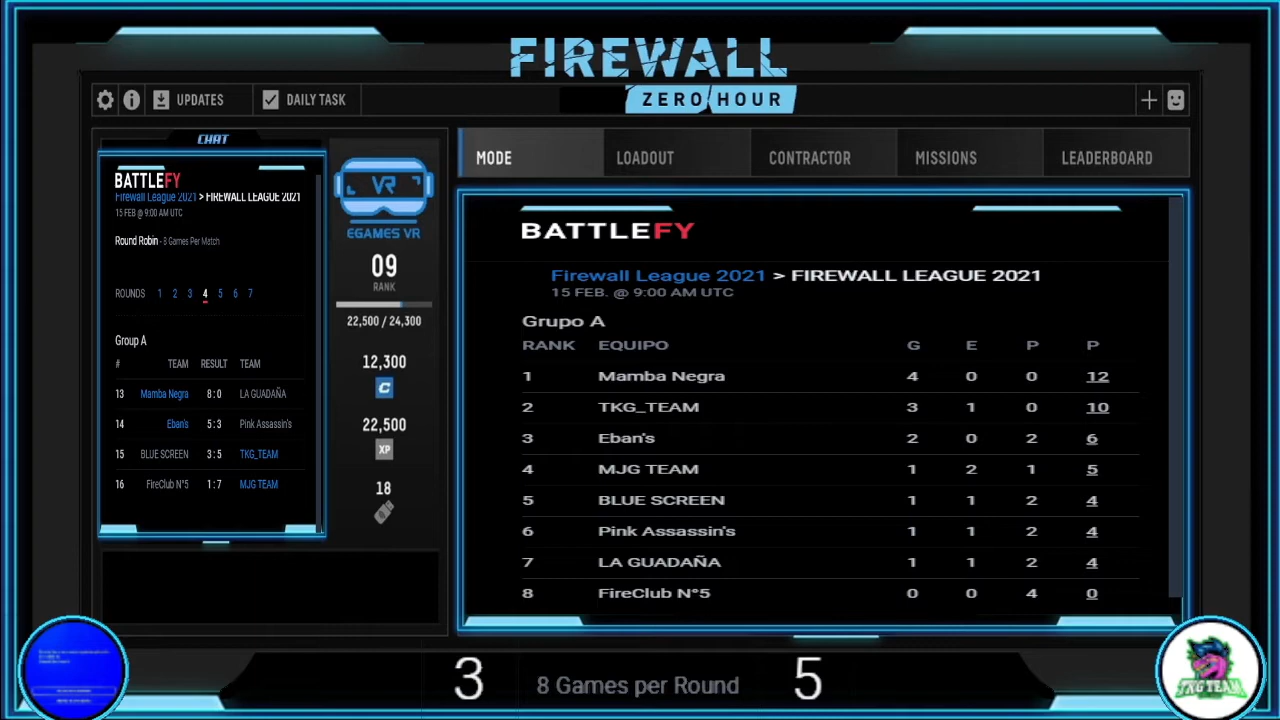 FIREWALL
ZERO HOUR
UPDATES
DAILY TASK
CHAT
BATTLEFY
Firewall League 2021 > FIREWALL LEAGUE 2021
15 FEB @ 9:00 AM UTC
Round Robin - 8 Games Per Match
ROUNDS 1 2 3 4 5 6 7
Group A
# TEAM RESULT TEAM
13 Mamba Negra 8 : 0 LA GUADAÑA
14 Eban's 5 : 3 Pink Assassin's
15 BLUE SCREEN 3 : 5 TKG_TEAM
16 FireClub N°5 1 : 7 MJG TEAM
VR
EGAMES VR
09
RANK
22,500 / 24,300
12,300
C
22,500
XP
18
MODE LOADOUT CONTRACTOR MISSIONS LEADERBOARD
BATTLEFY
Firewall League 2021 > FIREWALL LEAGUE 2021
15 FEB. @ 9:00 AM UTC
Grupo A
RANK EQUIPO G E P P
1 Mamba Negra 4 0 0 12
2 TKG_TEAM 3 1 0 10
3 Eban's 2 0 2 6
4 MJG TEAM 1 2 1 5
5 BLUE SCREEN 1 1 2 4
6 Pink Assassin's 1 1 2 4
7 LA GUADAÑA 1 1 2 4
8 FireClub N°5 0 0 4 0
3 8 Games per Round 5
TKG TEAM